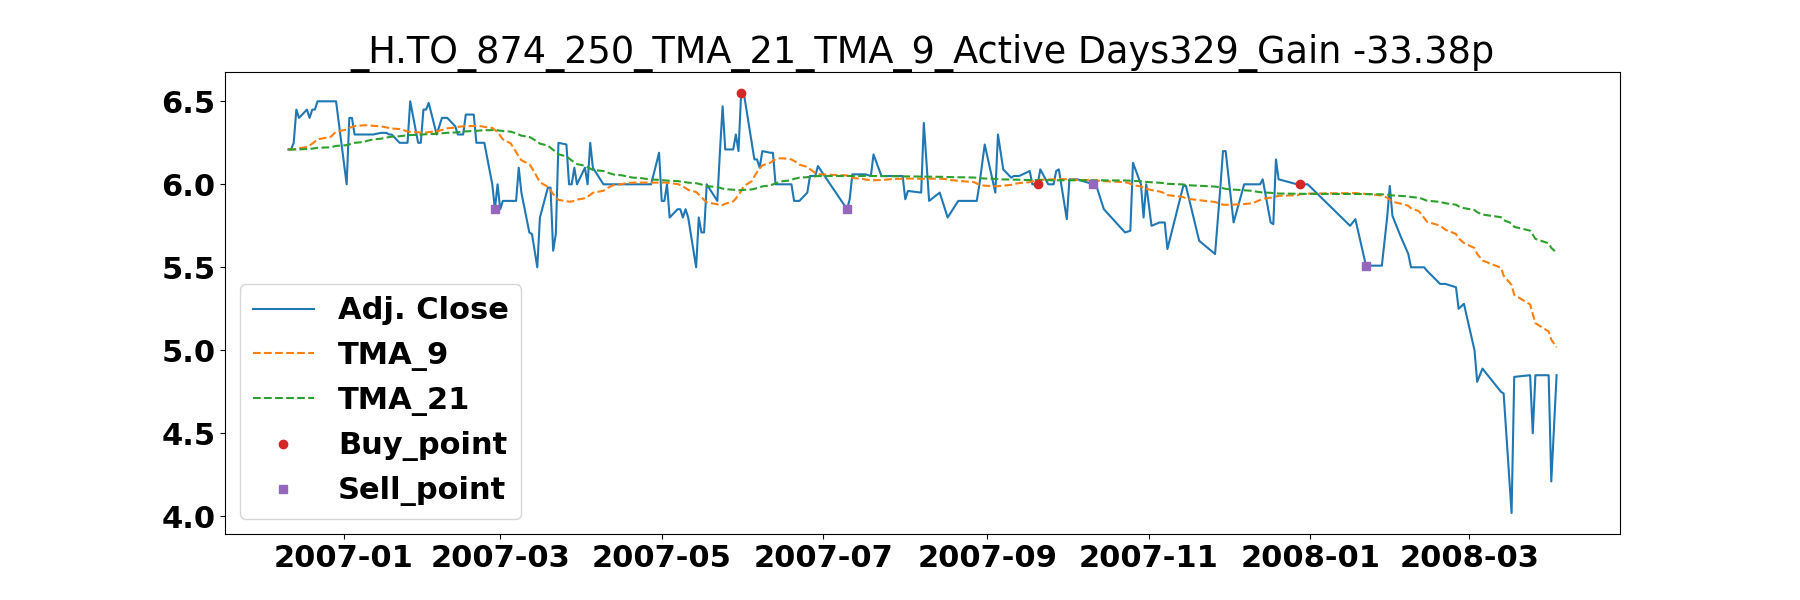 _H.TO_874_250_TMA_21_TMA_9_Active Days329_Gain -33.38p
6.5
6.0
5.5
5.0
4.5
4.0
Adj. Close
TMA_9
TMA_21
Buy_point
Sell_point
2007-01 2007-03 2007-05 2007-07 2007-09 2007-11 2008-01 2008-03